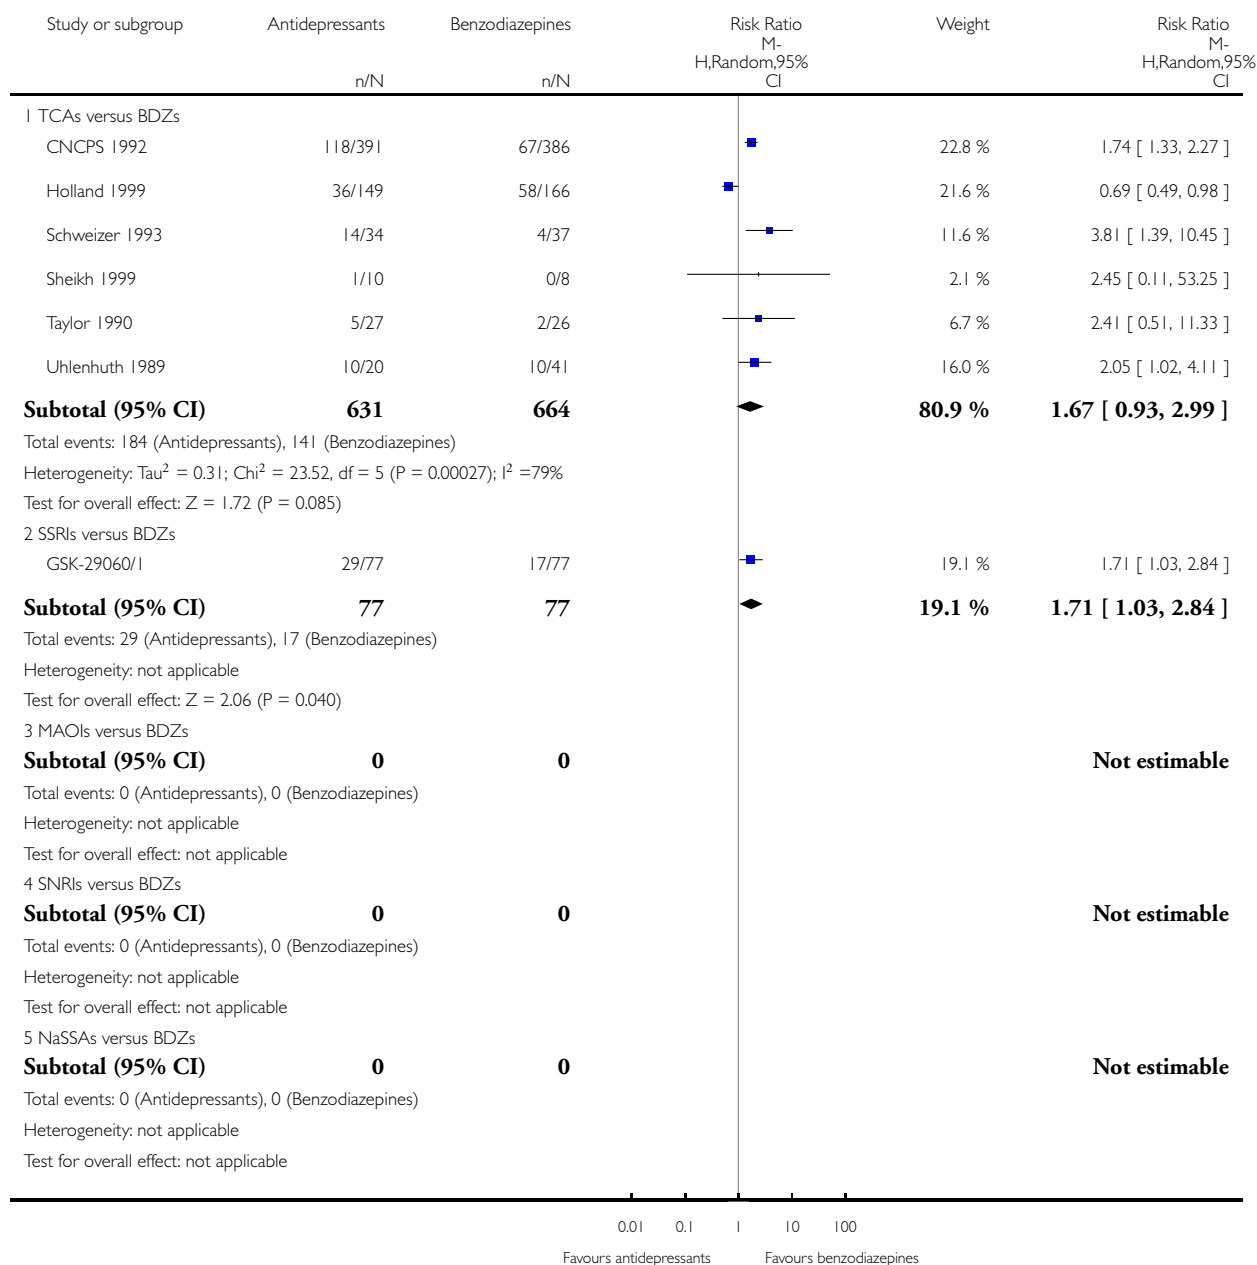 Study or subgroup Antidepressants Benzodiazepines Risk Ratio Weight Risk Ratio
M- M-
H,Random,95% H,Random,95%
n/N n/N CI CI
1 TCAs versus BDZs
CNCPS 1992 118/391 67/386 22.8 % 1.74 [ 1.33, 2.27 ]
Holland 1999 36/149 58/166 21.6 % 0.69 [ 0.49, 0.98 ]
Schweizer 1993 14/34 4/37 11.6 % 3.81 [ 1.39, 10.45 ]
Sheikh 1999 1/10 0/8 2.1 % 2.45 [ 0.11, 53.25 ]
Taylor 1990 5/27 2/26 6.7 % 2.41 [ 0.51, 11.33 ]
Uhlenhuth 1989 10/20 10/41 16.0 % 2.05 [ 1.02, 4.11 ]
Subtotal (95% CI) 631 664 80.9 % 1.67 [ 0.93, 2.99 ]
Total events: 184 (Antidepressants), 141 (Benzodiazepines)
Heterogeneity: Tau² = 0.31; Chi² = 23.52, df = 5 (P = 0.00027); I² =79%
Test for overall effect: Z = 1.72 (P = 0.085)
2 SSRIs versus BDZs
GSK-29060/1 29/77 17/77 19.1 % 1.71 [ 1.03, 2.84 ]
Subtotal (95% CI) 77 77 19.1 % 1.71 [ 1.03, 2.84 ]
Total events: 29 (Antidepressants), 17 (Benzodiazepines)
Heterogeneity: not applicable
Test for overall effect: Z = 2.06 (P = 0.040)
3 MAOIs versus BDZs
Subtotal (95% CI) 0 0 Not estimable
Total events: 0 (Antidepressants), 0 (Benzodiazepines)
Heterogeneity: not applicable
Test for overall effect: not applicable
4 SNRIs versus BDZs
Subtotal (95% CI) 0 0 Not estimable
Total events: 0 (Antidepressants), 0 (Benzodiazepines)
Heterogeneity: not applicable
Test for overall effect: not applicable
5 NaSSAs versus BDZs
Subtotal (95% CI) 0 0 Not estimable
Total events: 0 (Antidepressants), 0 (Benzodiazepines)
Heterogeneity: not applicable
Test for overall effect: not applicable
0.01 0.1 1 10 100
Favours antidepressants Favours benzodiazepines